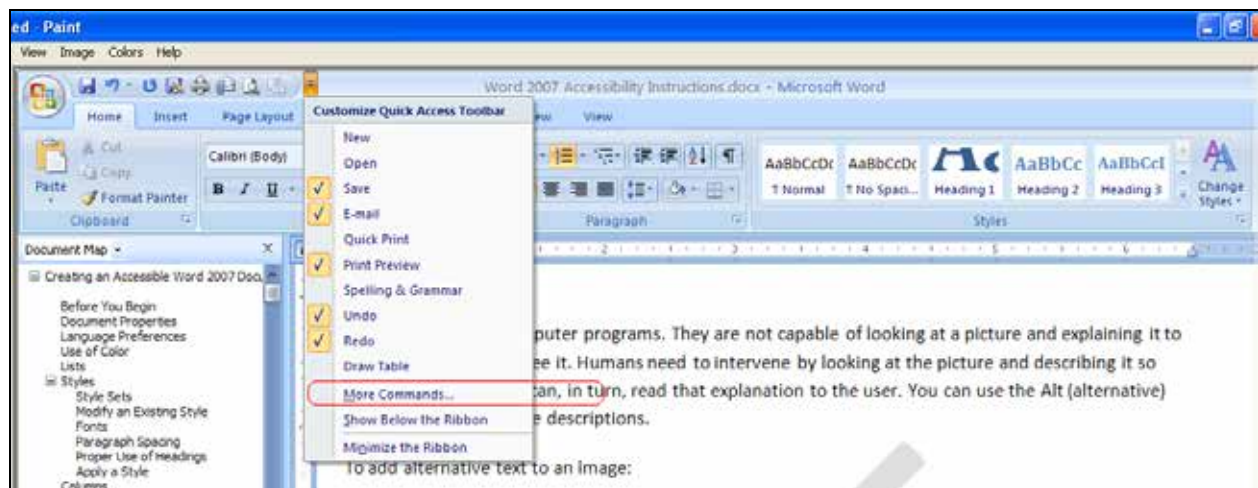 ed - Paint
View Image Colors Help
Word 2007 Accessibility Instructions.docx - Microsoft Word
Home Insert Page Layout
View
Customize Quick Access Toolbar
New
Open
Save
E-mail
Quick Print
Print Preview
Spelling & Grammar
Undo
Redo
Draw Table
More Commands...
Show Below the Ribbon
Minimize the Ribbon
Paste
Cut
Copy
Format Painter
Clipboard
Calibri (Body)
B I U
Paragraph
AaBbCcDc AaBbCcDc AaBbCc AaBbCcI
¶ Normal ¶ No Spaci... Heading 1 Heading 2 Heading 3
Change Styles
Styles
Document Map
Creating an Accessible Word 2007 Docu
Before You Begin
Document Properties
Language Preferences
Use of Color
Lists
Styles
Style Sets
Modify an Existing Style
Fonts
Paragraph Spacing
Proper Use of Headings
Apply a Style
Columns
2 3 4 5 6
puter programs. They are not capable of looking at a picture and explaining it to
ee it. Humans need to intervene by looking at the picture and describing it so
can, in turn, read that explanation to the user. You can use the Alt (alternative)
e descriptions.
To add alternative text to an image: